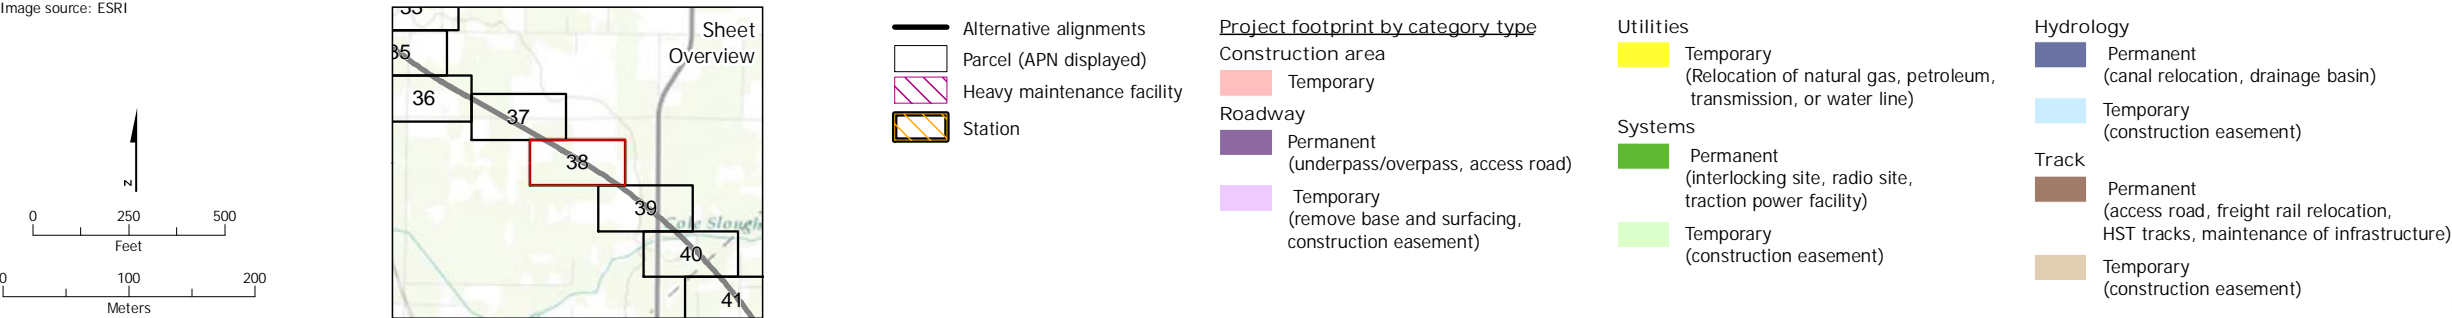 Image source: ESRI
N
0 250 500
Feet
0 100 200
Meters
Sheet
Overview
35
36
37
38
39
Cole Slough
40
41
Alternative alignments
Parcel (APN displayed)
Heavy maintenance facility
Station
Project footprint by category type
Construction area
Temporary
Roadway
Permanent
(underpass/overpass, access road)
Temporary
(remove base and surfacing,
construction easement)
Utilities
Temporary
(Relocation of natural gas, petroleum,
transmission, or water line)
Systems
Permanent
(interlocking site, radio site,
traction power facility)
Temporary
(construction easement)
Hydrology
Permanent
(canal relocation, drainage basin)
Temporary
(construction easement)
Track
Permanent
(access road, freight rail relocation,
HST tracks, maintenance of infrastructure)
Temporary
(construction easement)